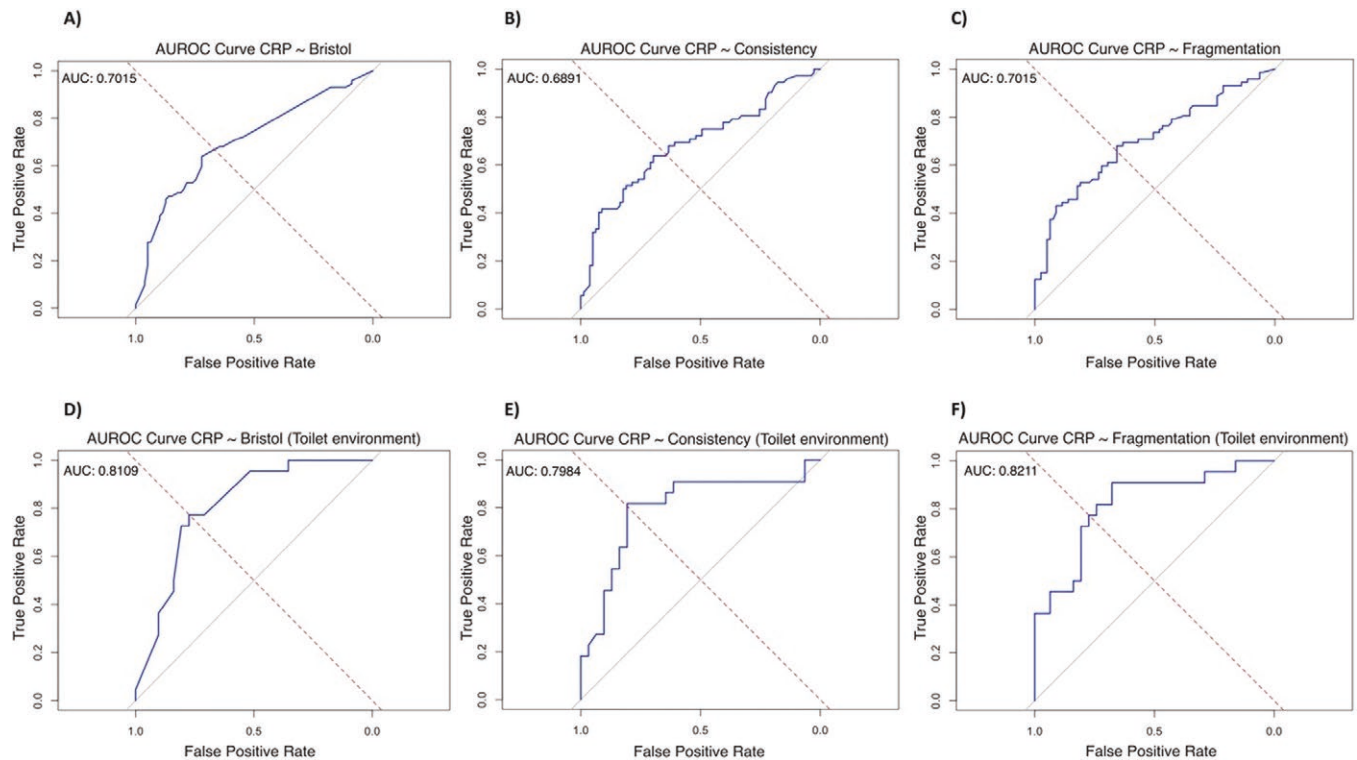 A)
AUROC Curve CRP ~ Bristol
AUC: 0.7015
True Positive Rate
1.0
0.8
0.6
0.4
0.2
0.0
1.0 0.5 0.0
False Positive Rate
B)
AUROC Curve CRP ~ Consistency
AUC: 0.6891
True Positive Rate
1.0
0.8
0.6
0.4
0.2
0.0
1.0 0.5 0.0
False Positive Rate
C)
AUROC Curve CRP ~ Fragmentation
AUC: 0.7015
True Positive Rate
1.0
0.8
0.6
0.4
0.2
0.0
1.0 0.5 0.0
False Positive Rate
D)
AUROC Curve CRP ~ Bristol (Toilet environment)
AUC: 0.8109
True Positive Rate
1.0
0.8
0.6
0.4
0.2
0.0
1.0 0.5 0.0
False Positive Rate
E)
AUROC Curve CRP ~ Consistency (Toilet environment)
AUC: 0.7984
True Positive Rate
1.0
0.8
0.6
0.4
0.2
0.0
1.0 0.5 0.0
False Positive Rate
F)
AUROC Curve CRP ~ Fragmentation (Toilet environment)
AUC: 0.8211
True Positive Rate
1.0
0.8
0.6
0.4
0.2
0.0
1.0 0.5 0.0
False Positive Rate